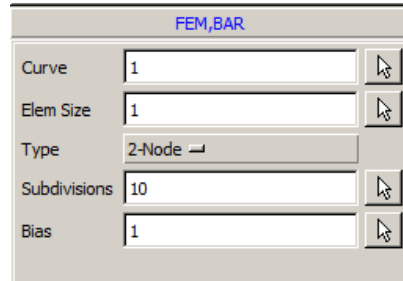 FEM,BAR
Curve 1
Elem Size 1
Type 2-Node
Subdivisions 10
Bias 1